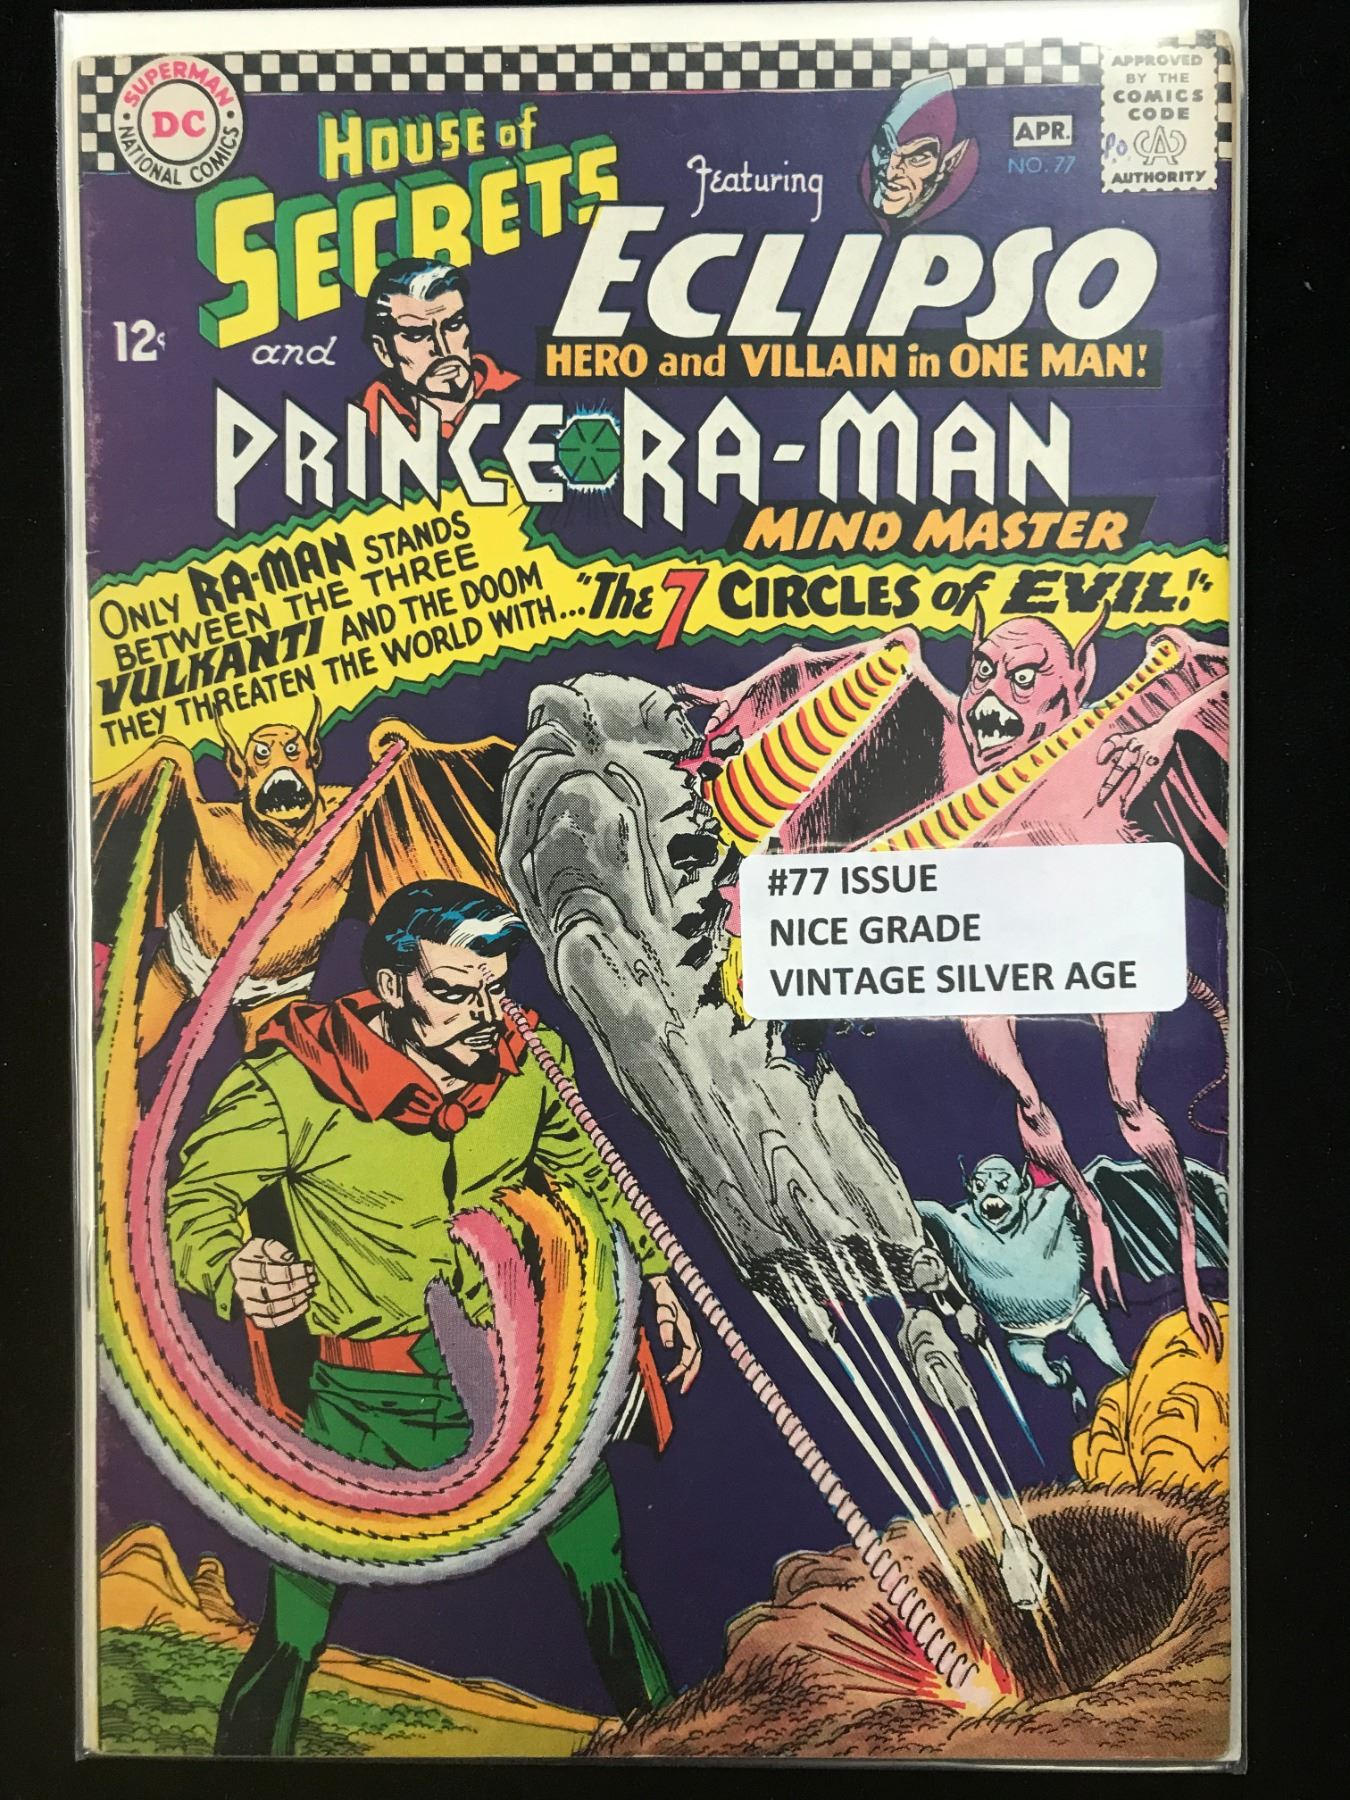 SUPERMAN
DC
NATIONAL COMICS
HOUSE of
SECRETS
Featuring
ECLIPSO
HERO and VILLAIN in ONE MAN!
APR.
NO. 77
APPROVED
BY THE
COMICS
CODE
CA
AUTHORITY
12¢
and
PRINCE RA-MAN
MIND MASTER
ONLY RA-MAN STANDS
BETWEEN THE THREE
VULKANTI AND THE DOOM
THEY THREATEN THE WORLD WITH...
"The 7 CIRCLES of EVIL!"
#77 ISSUE
NICE GRADE
VINTAGE SILVER AGE